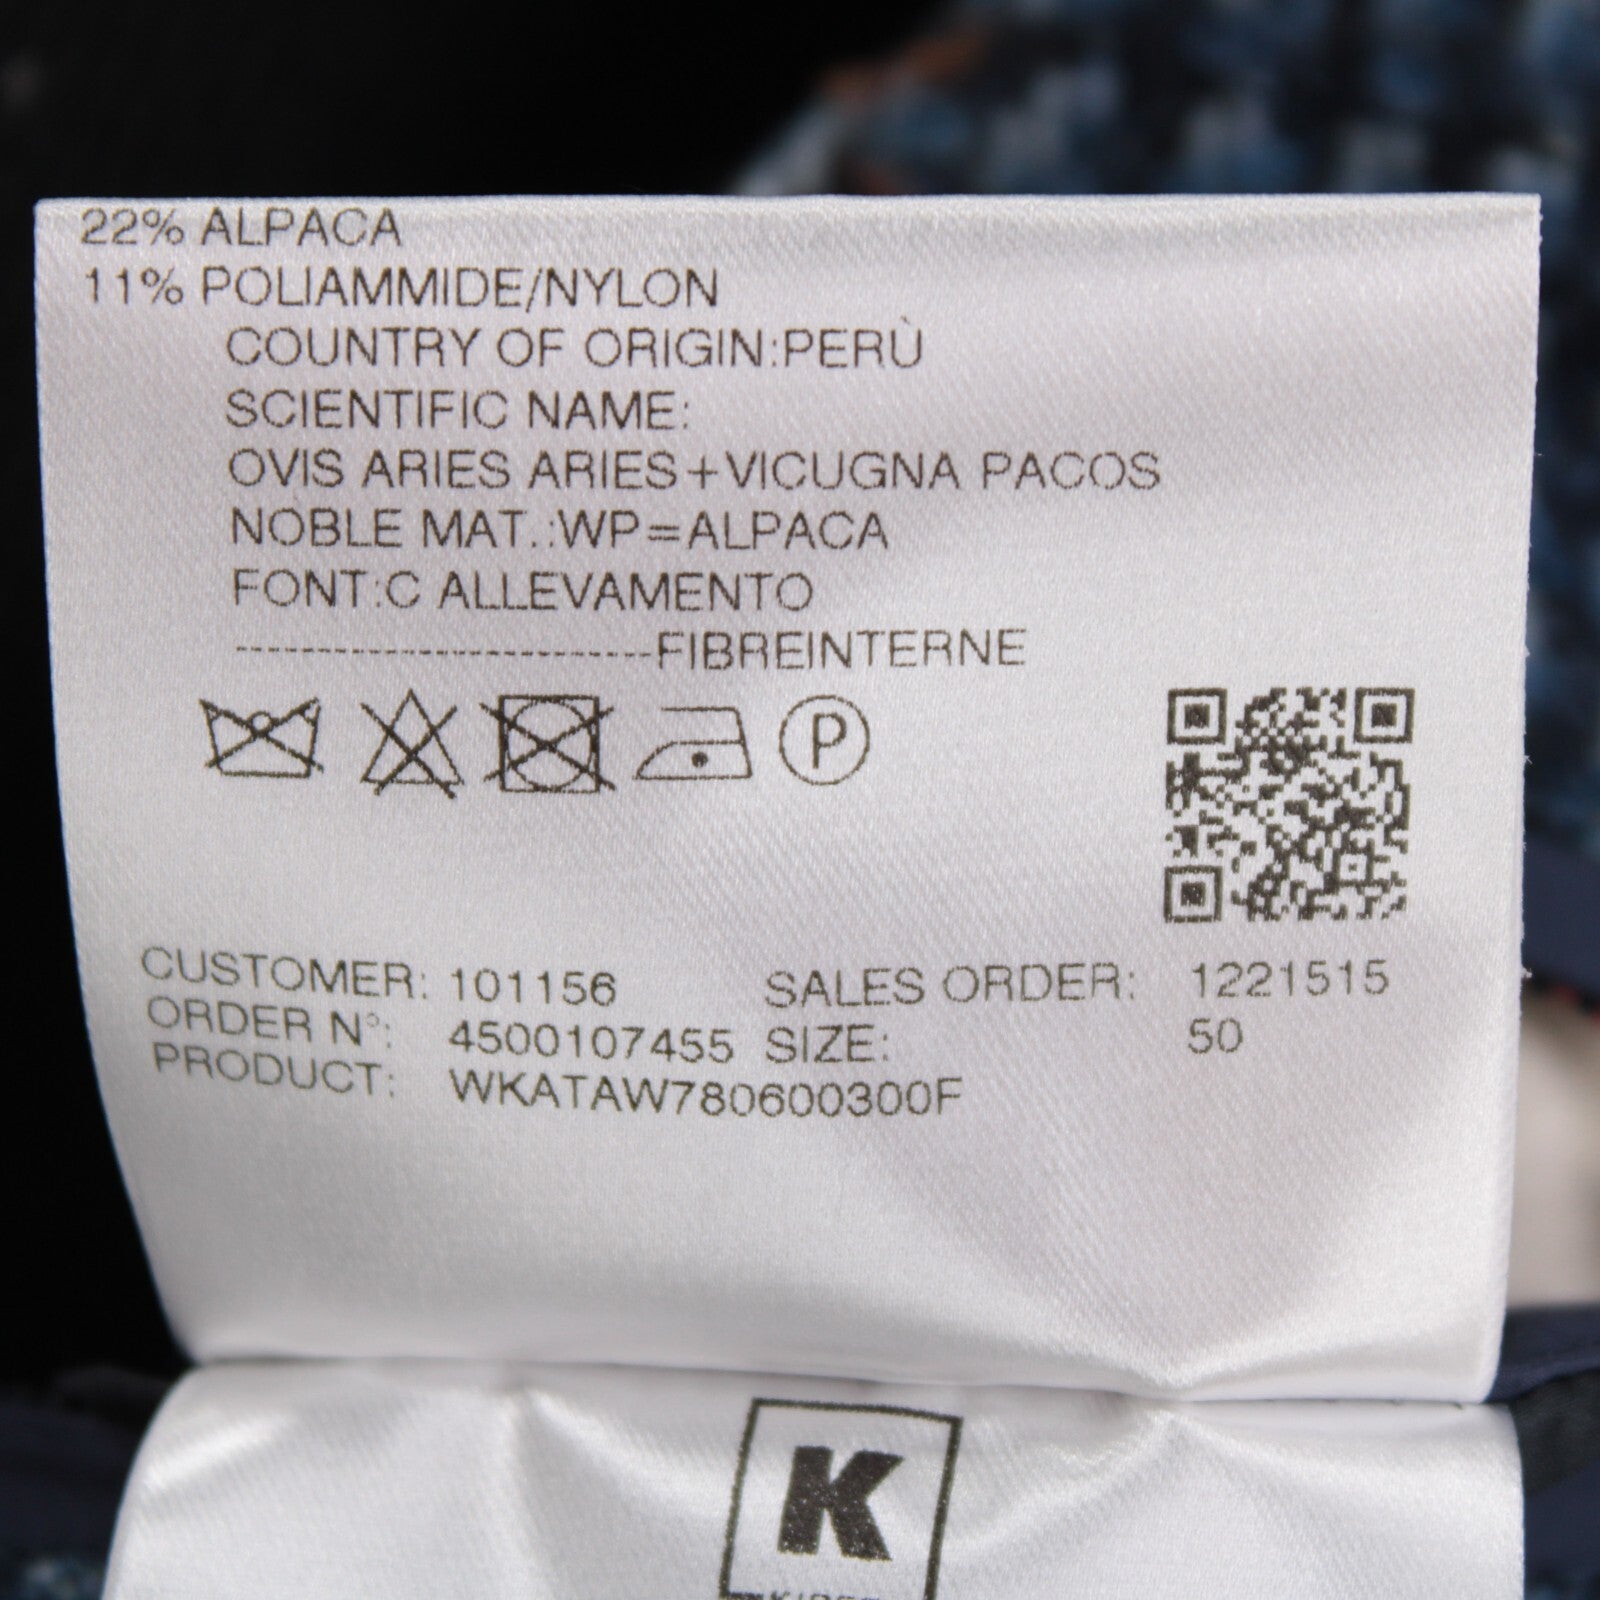 22% ALPACA
11% POLIAMMIDE/NYLON
COUNTRY OF ORIGIN:PERÙ
SCIENTIFIC NAME:
OVIS ARIES ARIES+VICUGNA PACOS
NOBLE MAT.:WP=ALPACA
FONT:C ALLEVAMENTO
-------------------------FIBREINTERNE
P
CUSTOMER: 101156 SALES ORDER: 1221515
ORDER N°: 4500107455 SIZE: 50
PRODUCT: WKATAW780600300F
K